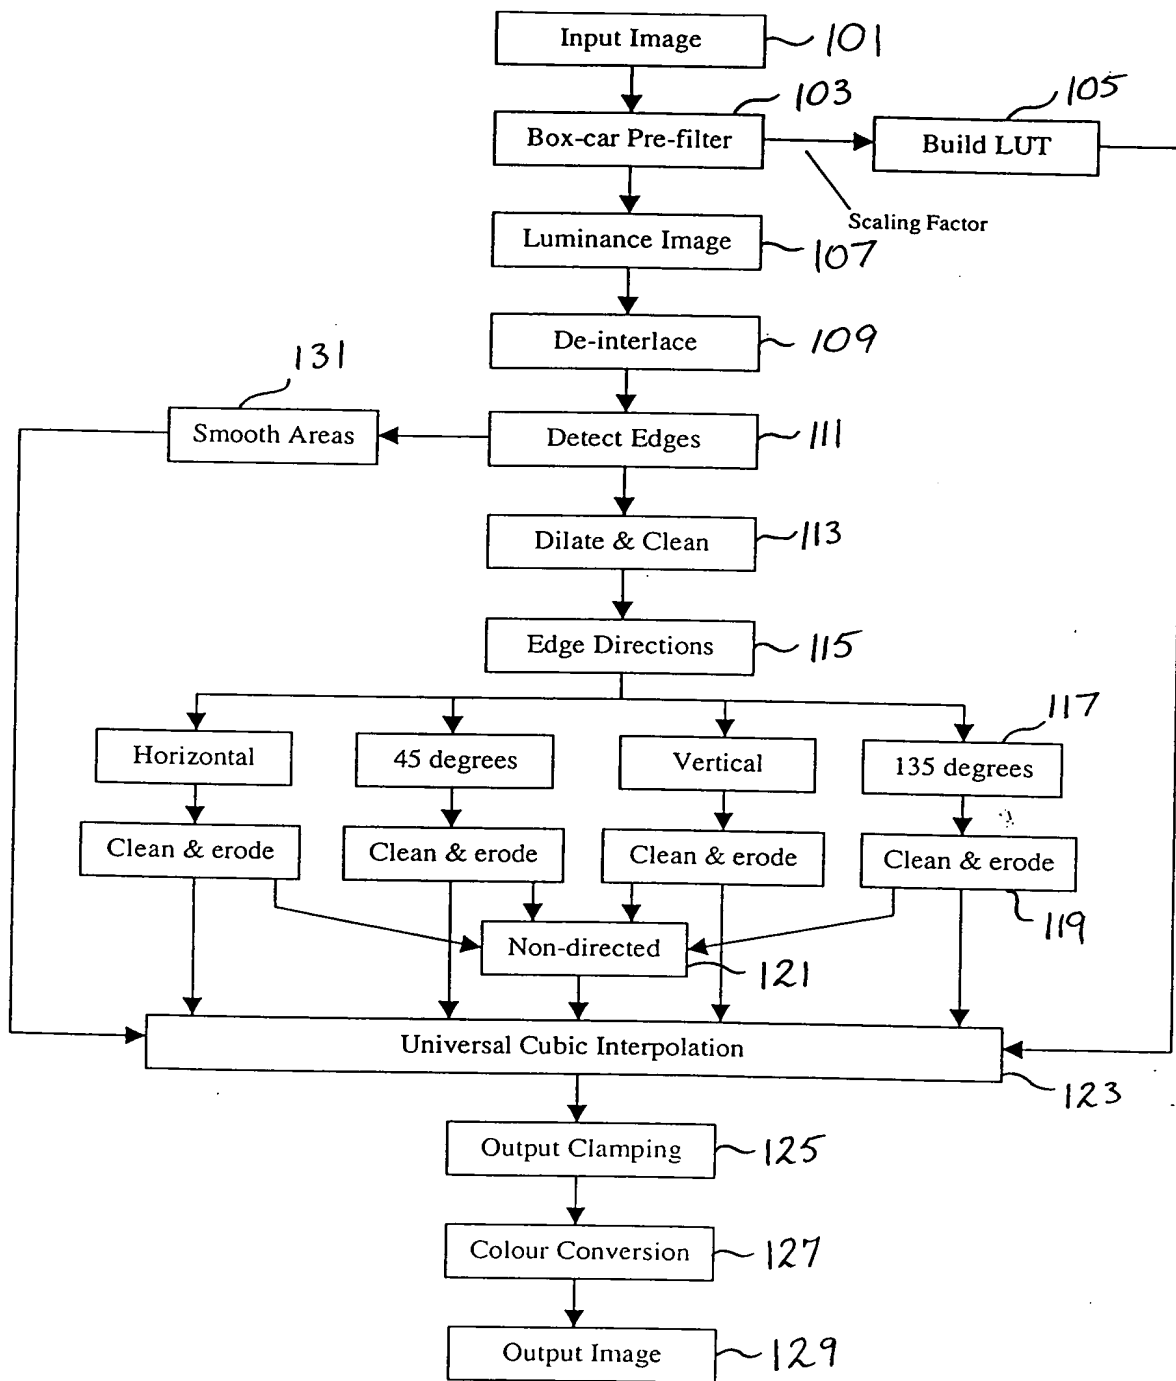 Input Image
101
103
105
Box-car Pre-filter
Build LUT
Scaling Factor
Luminance Image
107
De-interlace
109
131
Smooth Areas
Detect Edges
111
Dilate & Clean
113
Edge Directions
115
117
Horizontal
45 degrees
Vertical
135 degrees
Clean & erode
Clean & erode
Clean & erode
Clean & erode
119
Non-directed
121
Universal Cubic Interpolation
123
Output Clamping
125
Colour Conversion
127
Output Image
129